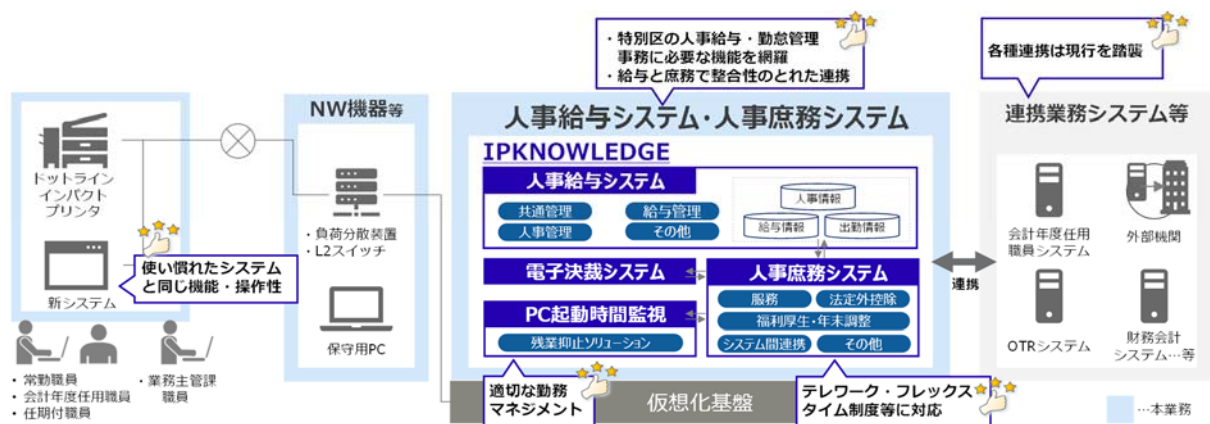 ・特別区の人事給与・勤怠管理
事務に必要な機能を網羅
・給与と庶務で整合性のとれた連携
各種連携は現行を踏襲
ドットライン
インパクト
プリンタ
新システム
使い慣れたシステム
と同じ機能・操作性
・常勤職員
・会計年度任用職員
・任期付職員
・業務主管課
職員
NW機器等
・負荷分散装置
・L2スイッチ
保守用PC
人事給与システム・人事庶務システム
IPKNOWLEDGE
人事給与システム
共通管理
給与管理
人事管理
その他
人事情報
給与情報
出勤情報
電子決裁システム
人事庶務システム
服務
法定外控除
福利厚生・年末調整
システム間連携
その他
PC起動時間監視
残業抑止ソリューション
適切な勤務
マネジメント
テレワーク・フレックス
タイム制度等に対応
仮想化基盤
連携
連携業務システム等
会計年度任用
職員システム
外部機関
OTRシステム
財務会計
システム…等
…本業務